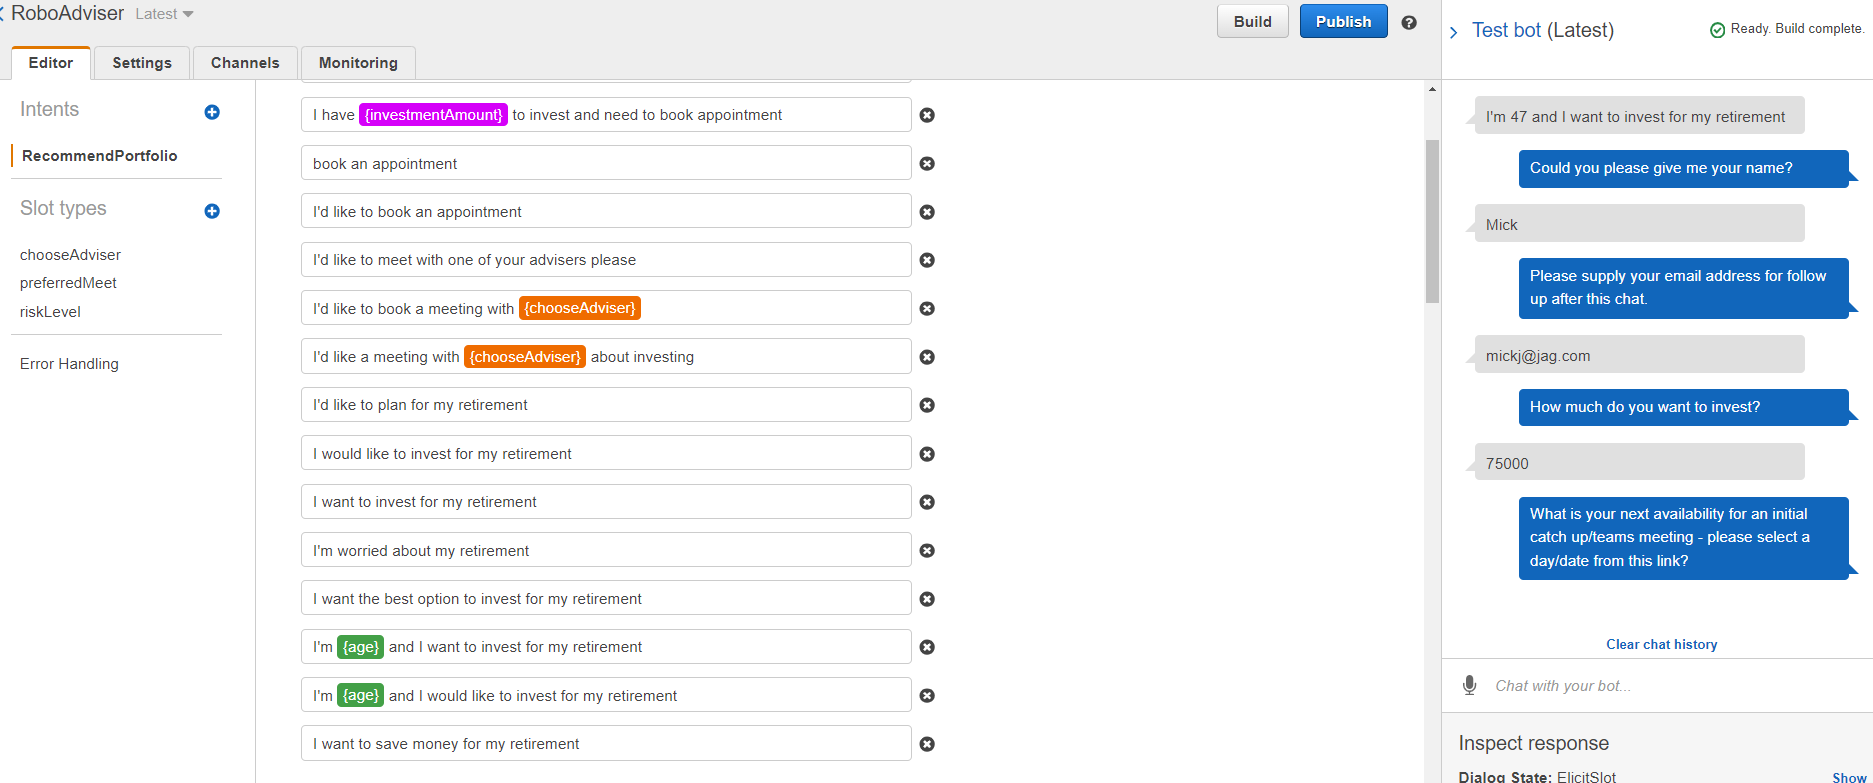 RoboAdviser Latest
Build
Publish
?
Editor
Settings
Channels
Monitoring
Intents
RecommendPortfolio
Slot types
chooseAdviser
preferredMeet
riskLevel
Error Handling
I have {investmentAmount} to invest and need to book appointment
book an appointment
I'd like to book an appointment
I'd like to meet with one of your advisers please
I'd like to book a meeting with {chooseAdviser}
I'd like a meeting with {chooseAdviser} about investing
I'd like to plan for my retirement
I would like to invest for my retirement
I want to invest for my retirement
I'm worried about my retirement
I want the best option to invest for my retirement
I'm {age} and I want to invest for my retirement
I'm {age} and I would like to invest for my retirement
I want to save money for my retirement
Test bot (Latest)
Ready. Build complete.
I'm 47 and I want to invest for my retirement
Could you please give me your name?
Mick
Please supply your email address for follow
up after this chat.
mickj@jag.com
How much do you want to invest?
75000
What is your next availability for an initial
catch up/teams meeting - please select a
day/date from this link?
Clear chat history
Chat with your bot...
Inspect response
Dialog State: ElicitSlot
Show